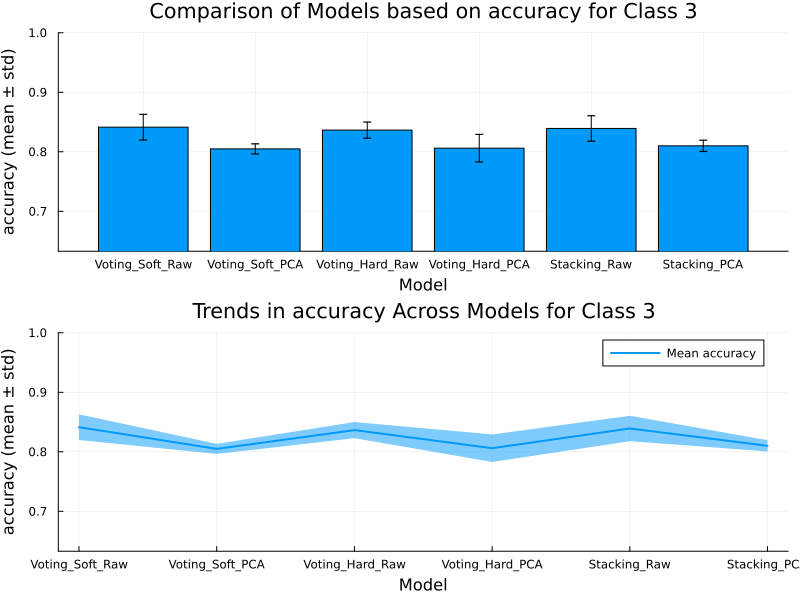 Comparison of Models based on accuracy for Class 3
accuracy (mean ± std)
1.0
0.9
0.8
0.7
Voting_Soft_Raw Voting_Soft_PCA Voting_Hard_Raw Voting_Hard_PCA Stacking_Raw Stacking_PCA
Model
Trends in accuracy Across Models for Class 3
accuracy (mean ± std)
1.0
0.9
0.8
0.7
Mean accuracy
Voting_Soft_Raw Voting_Soft_PCA Voting_Hard_Raw Voting_Hard_PCA Stacking_Raw Stacking_PC
Model